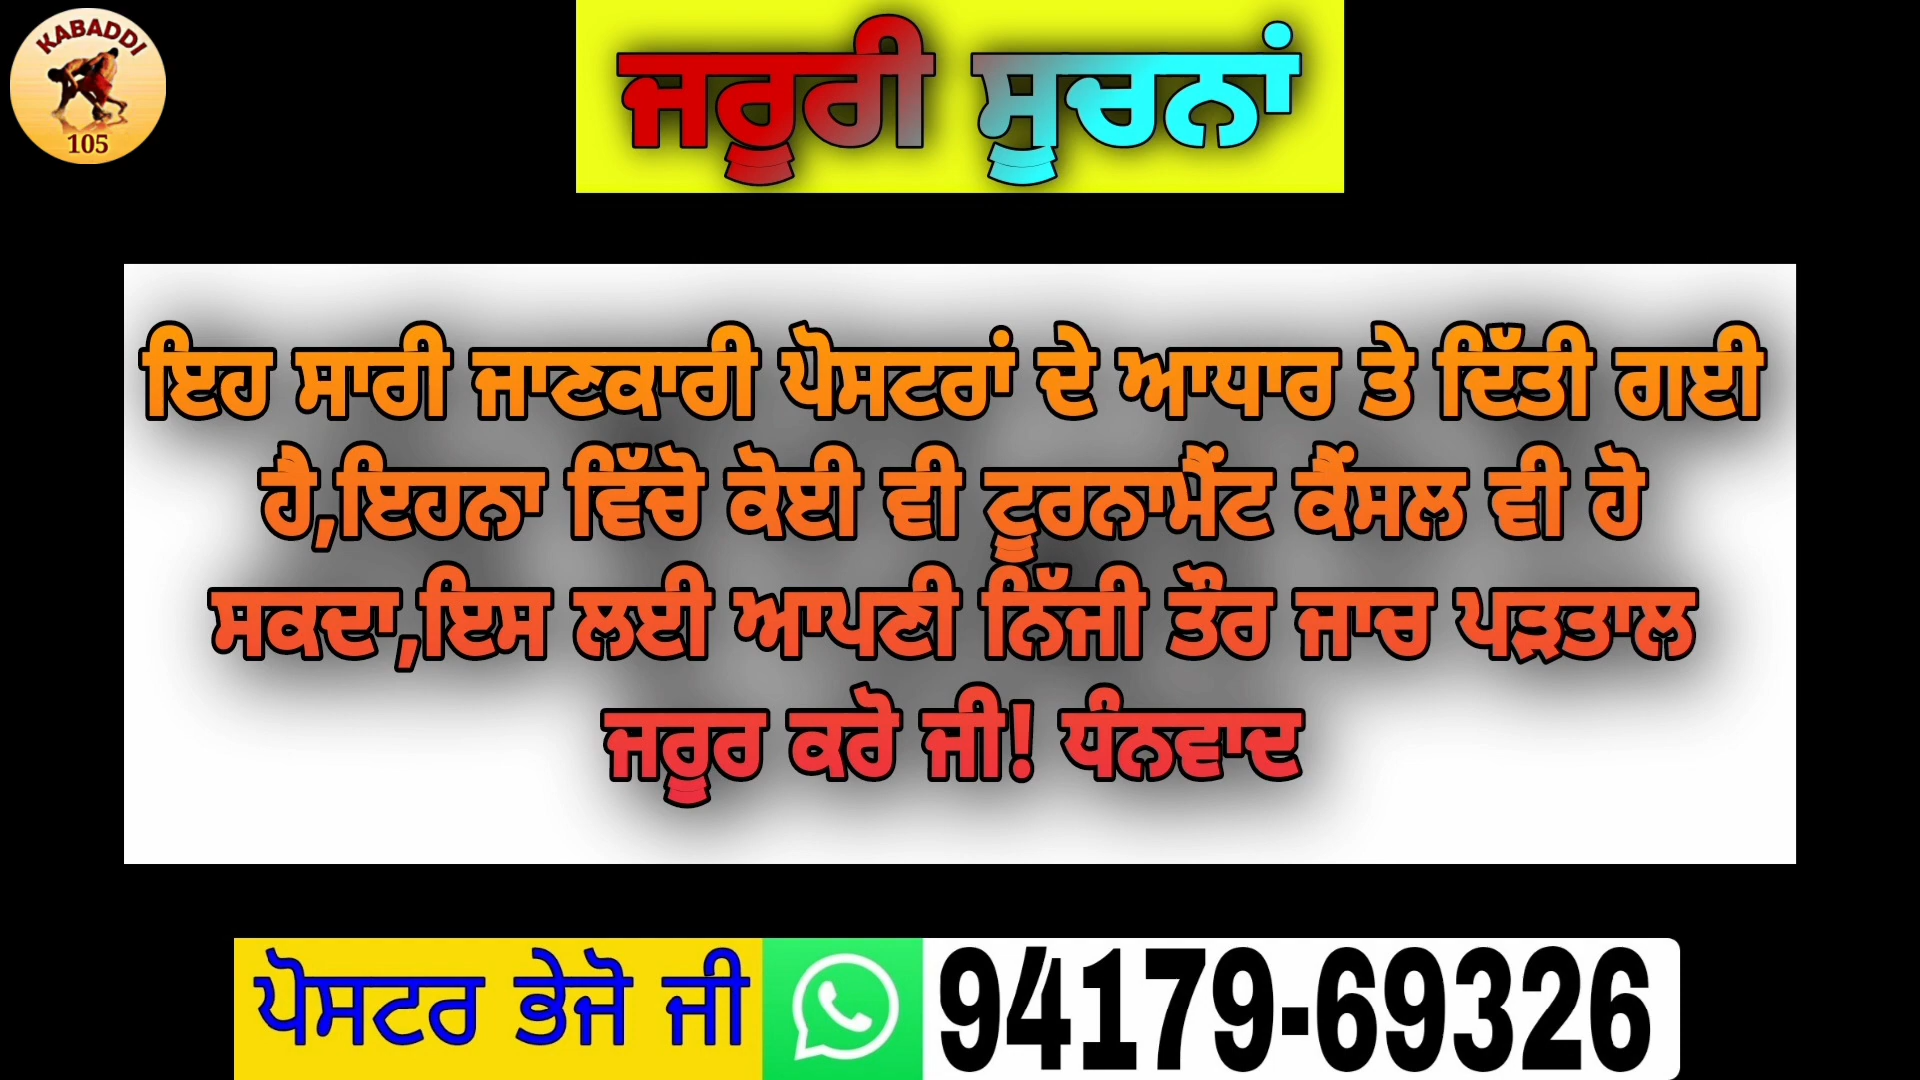 KABADDI
105
ਜਰੂਰੀ ਸੂਚਨਾਂ
ਇਹ ਸਾਰੀ ਜਾਣਕਾਰੀ ਪੋਸਟਰਾਂ ਦੇ ਆਧਾਰ ਤੇ ਦਿੱਤੀ ਗਈ
ਹੈ,ਇਹਨਾ ਵਿੱਚੋ ਕੋਈ ਵੀ ਟੂਰਨਾਮੈਂਟ ਕੈਂਸਲ ਵੀ ਹੋ
ਸਕਦਾ,ਇਸ ਲਈ ਆਪਣੀ ਨਿੱਜੀ ਤੌਰ ਜਾਚ ਪੜਤਾਲ
ਜਰੂਰ ਕਰੋ ਜੀ! ਧੰਨਵਾਦ
ਪੋਸਟਰ ਭੇਜੋ ਜੀ 94179-69326